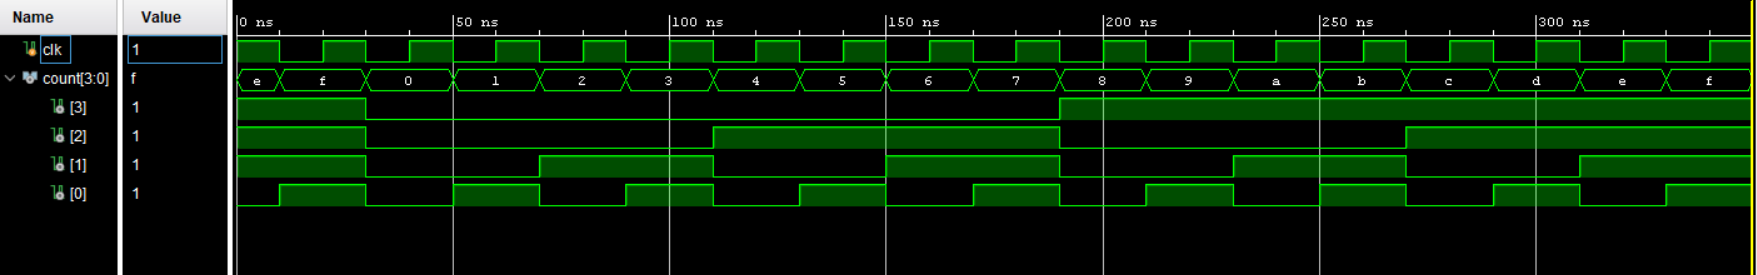 Name Value 0 ns 50 ns 100 ns 150 ns 200 ns 250 ns 300 ns
clk 1
count[3:0] f e f 0 1 2 3 4 5 6 7 8 9 a b c d e f
[3] 1
[2] 1
[1] 1
[0] 1